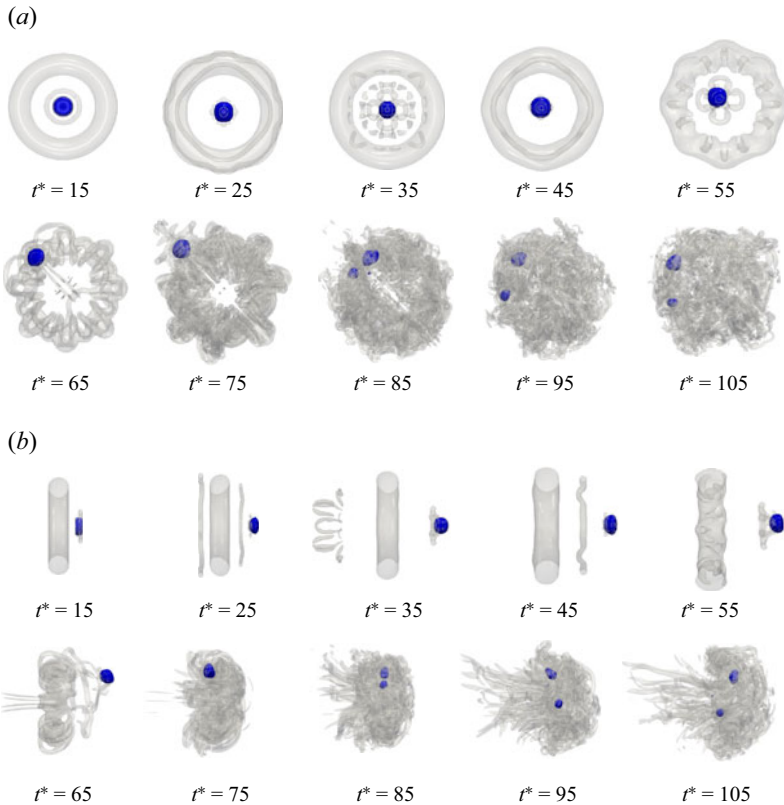 (a)
t* = 15 t* = 25 t* = 35 t* = 45 t* = 55
t* = 65 t* = 75 t* = 85 t* = 95 t* = 105
(b)
t* = 15 t* = 25 t* = 35 t* = 45 t* = 55
t* = 65 t* = 75 t* = 85 t* = 95 t* = 105